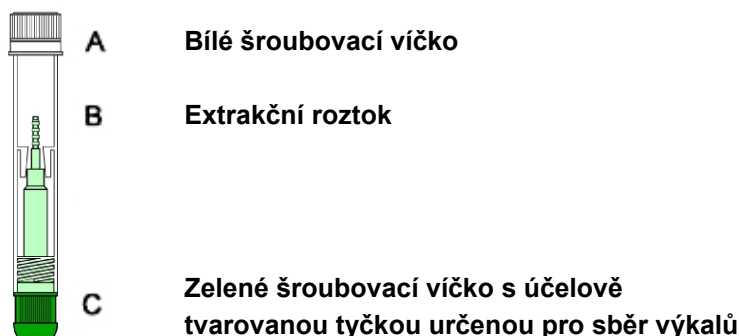 A Bílé šroubovací víčko
B Extrakční roztok
C Zelené šroubovací víčko s účelově
tvarovanou tyčkou určenou pro sběr výkalů